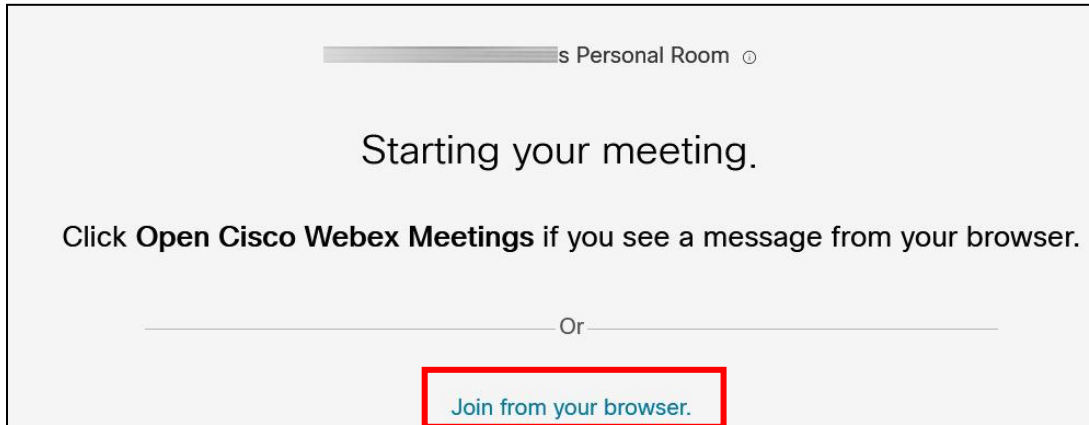 s Personal Room
Starting your meeting.
Click Open Cisco Webex Meetings if you see a message from your browser.
Or
Join from your browser.